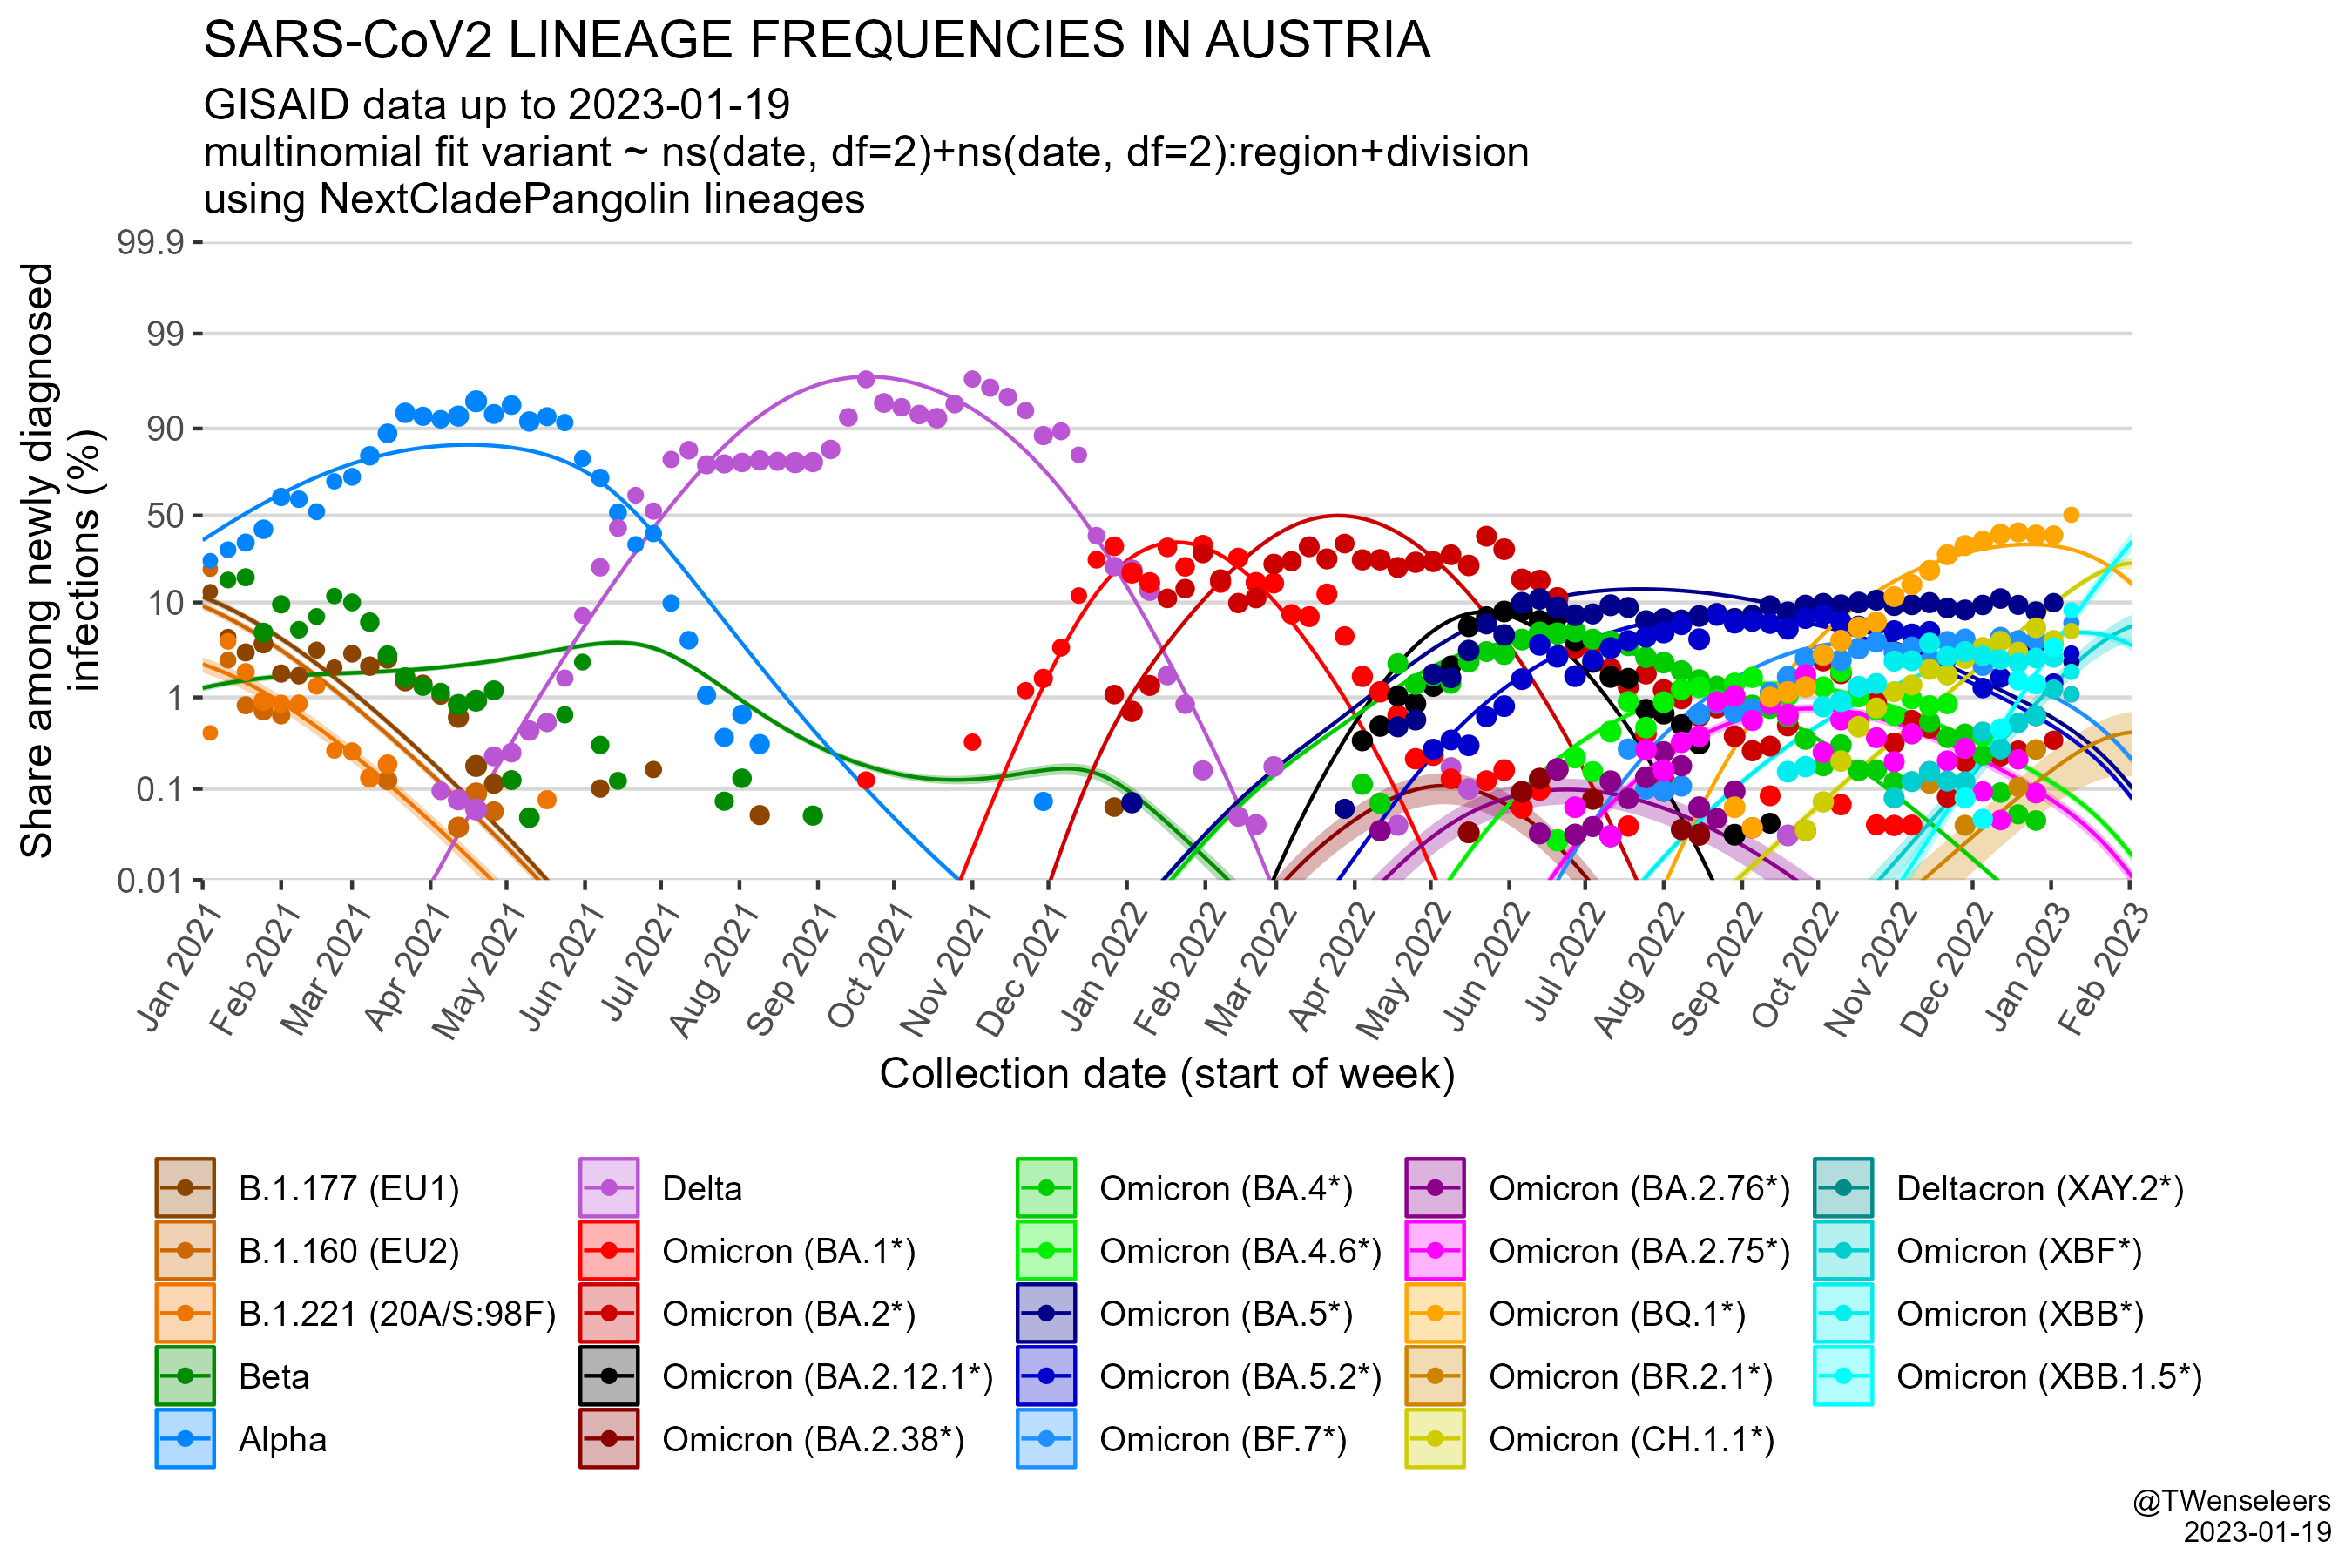 SARS-CoV2 LINEAGE FREQUENCIES IN AUSTRIA
GISAID data up to 2023-01-19
multinomial fit variant ~ ns(date, df=2)+ns(date, df=2):region+division
using NextCladePangolin lineages
Share among newly diagnosed
infections (%)
99.9
99
90
50
10
1
0.1
0.01
Jan 2021
Feb 2021
Mar 2021
Apr 2021
May 2021
Jun 2021
Jul 2021
Aug 2021
Sep 2021
Oct 2021
Nov 2021
Dec 2021
Jan 2022
Feb 2022
Mar 2022
Apr 2022
May 2022
Jun 2022
Jul 2022
Aug 2022
Sep 2022
Oct 2022
Nov 2022
Dec 2022
Jan 2023
Feb 2023
Collection date (start of week)
B.1.177 (EU1)
B.1.160 (EU2)
B.1.221 (20A/S:98F)
Beta
Alpha
Delta
Omicron (BA.1*)
Omicron (BA.2*)
Omicron (BA.2.12.1*)
Omicron (BA.2.38*)
Omicron (BA.4*)
Omicron (BA.4.6*)
Omicron (BA.5*)
Omicron (BA.5.2*)
Omicron (BF.7*)
Omicron (BA.2.76*)
Omicron (BA.2.75*)
Omicron (BQ.1*)
Omicron (BR.2.1*)
Omicron (CH.1.1*)
Deltacron (XAY.2*)
Omicron (XBF*)
Omicron (XBB*)
Omicron (XBB.1.5*)
@TWenseleers
2023-01-19